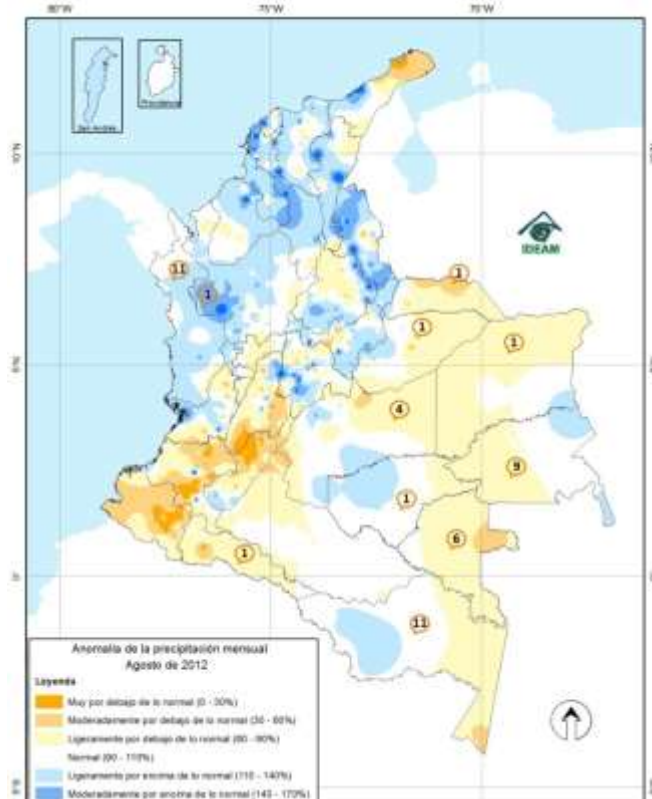 80°W
75°W
70°W
San Andrés
Providencia
10°N
IDEAM
11
1
1
1
1
5°N
4
9
1
6
1
11
0°
Anomalía de la precipitación mensual
Agosto de 2012
Leyenda
Muy por debajo de lo normal (0 - 30%)
Moderadamente por debajo de lo normal (30 - 60%)
Ligeramente por debajo de lo normal (60 - 90%)
Normal (90 - 110%)
Ligeramente por encima de lo normal (110 - 140%)
Moderadamente por encima de lo normal (140 - 170%)